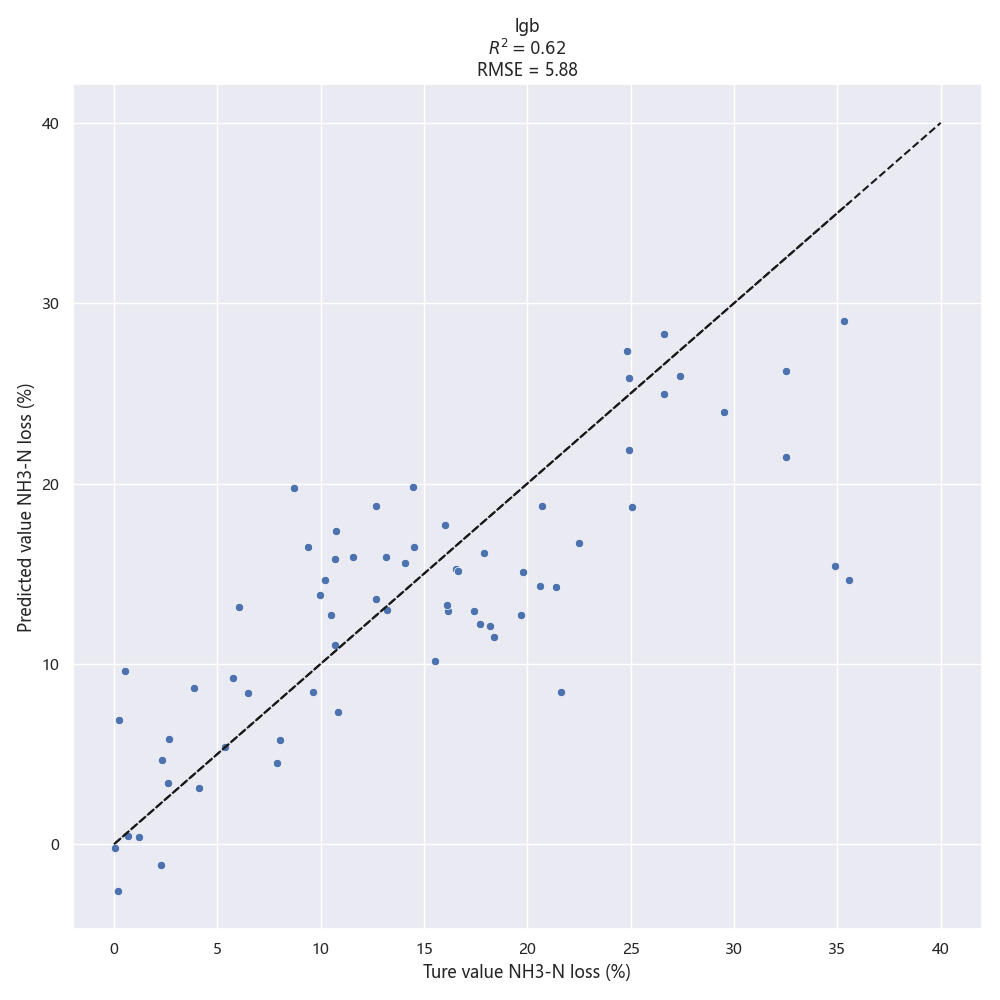 lgb
R² = 0.62
RMSE = 5.88
40
30
20
10
0
Predicted value NH3-N loss (%)
0 5 10 15 20 25 30 35 40
Ture value NH3-N loss (%)